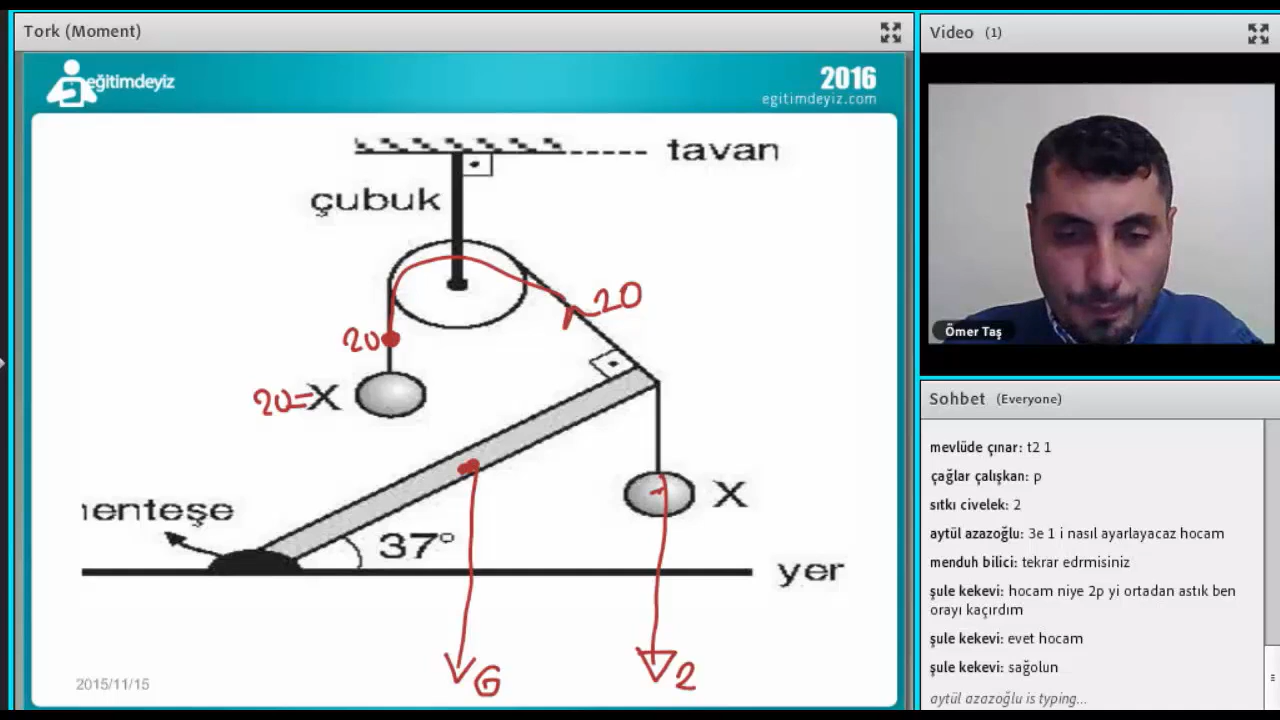 Tork (Moment)
eğitimdeyiz
2016
egitimdeyiz.com
tavan
çubuk
20
20
20=X
X
enteşe
37°
yer
G
2
2015/11/15
Video (1)
Ömer Taş
Sohbet (Everyone)
mevlüde çınar: t2 1
çağlar çalışkan: p
sıtkı civelek: 2
aytül azazoğlu: 3e 1 i nasıl ayarlayacaz hocam
menduh bilici: tekrar edrmisiniz
şule kekevi: hocam niye 2p yi ortadan astık ben
orayı kaçırdım
şule kekevi: evet hocam
şule kekevi: sağolun
aytül azazoğlu is typing...